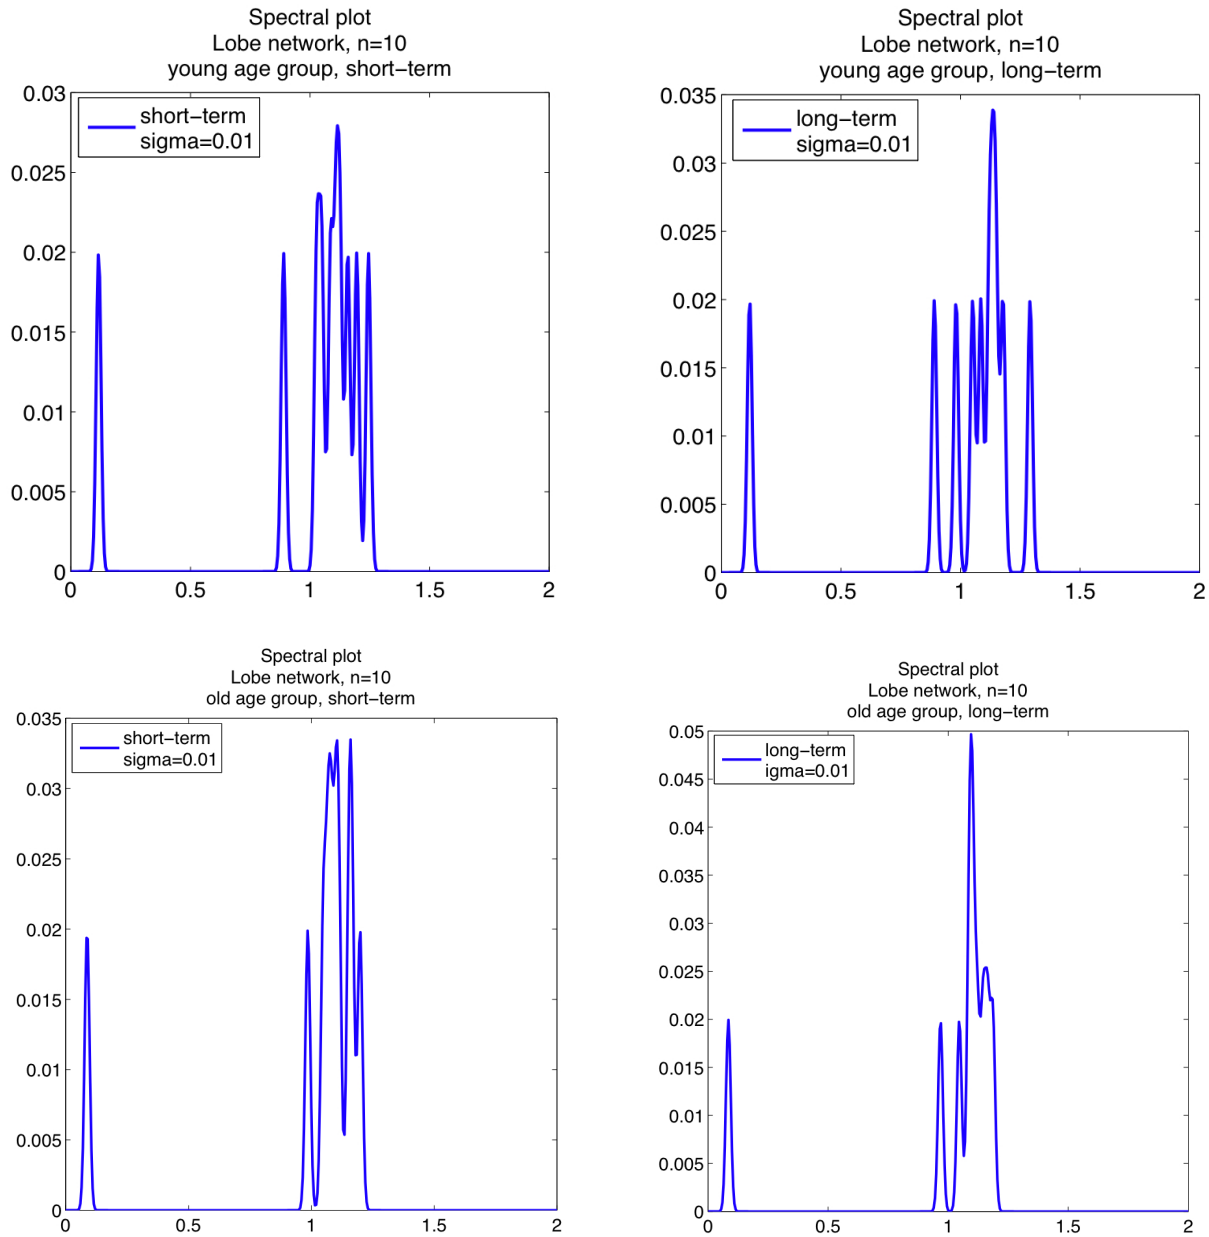 Spectral plot
Lobe network, n=10
young age group, short−term
0.03
0.025
0.02
0.015
0.01
0.005
0
0
0.5
1
1.5
2
short−term
sigma=0.01
Spectral plot
Lobe network, n=10
young age group, long−term
0.035
0.03
0.025
0.02
0.015
0.01
0.005
0
0
0.5
1
1.5
2
long−term
sigma=0.01
Spectral plot
Lobe network, n=10
old age group, short−term
0.035
0.03
0.025
0.02
0.015
0.01
0.005
0
0
0.5
1
1.5
2
short−term
sigma=0.01
Spectral plot
Lobe network, n=10
old age group, long−term
0.05
0.045
0.04
0.035
0.03
0.025
0.02
0.015
0.01
0.005
0
0
0.5
1
1.5
2
long−term
igma=0.01